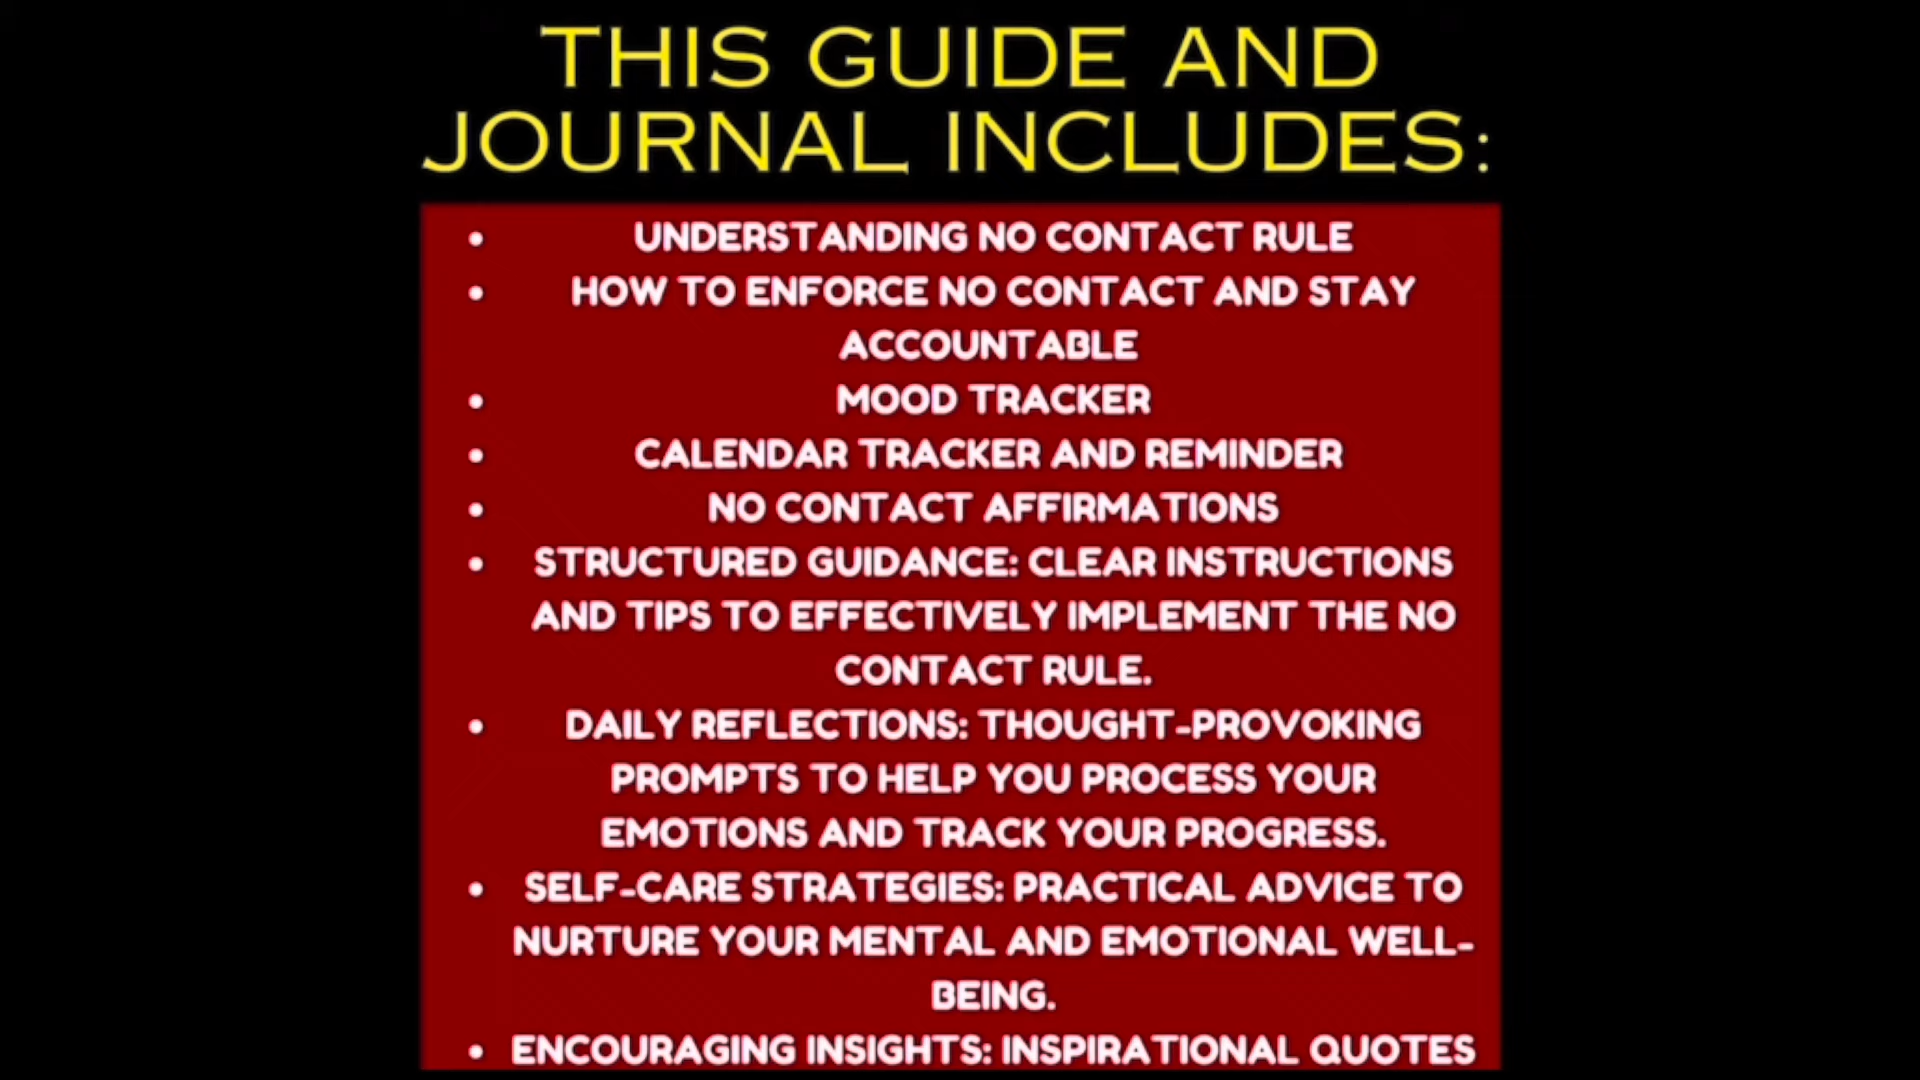 THIS GUIDE AND
JOURNAL INCLUDES:
• UNDERSTANDING NO CONTACT RULE
• HOW TO ENFORCE NO CONTACT AND STAY
ACCOUNTABLE
• MOOD TRACKER
• CALENDAR TRACKER AND REMINDER
• NO CONTACT AFFIRMATIONS
• STRUCTURED GUIDANCE: CLEAR INSTRUCTIONS
AND TIPS TO EFFECTIVELY IMPLEMENT THE NO
CONTACT RULE.
• DAILY REFLECTIONS: THOUGHT-PROVOKING
PROMPTS TO HELP YOU PROCESS YOUR
EMOTIONS AND TRACK YOUR PROGRESS.
• SELF-CARE STRATEGIES: PRACTICAL ADVICE TO
NURTURE YOUR MENTAL AND EMOTIONAL WELL-
BEING.
• ENCOURAGING INSIGHTS: INSPIRATIONAL QUOTES